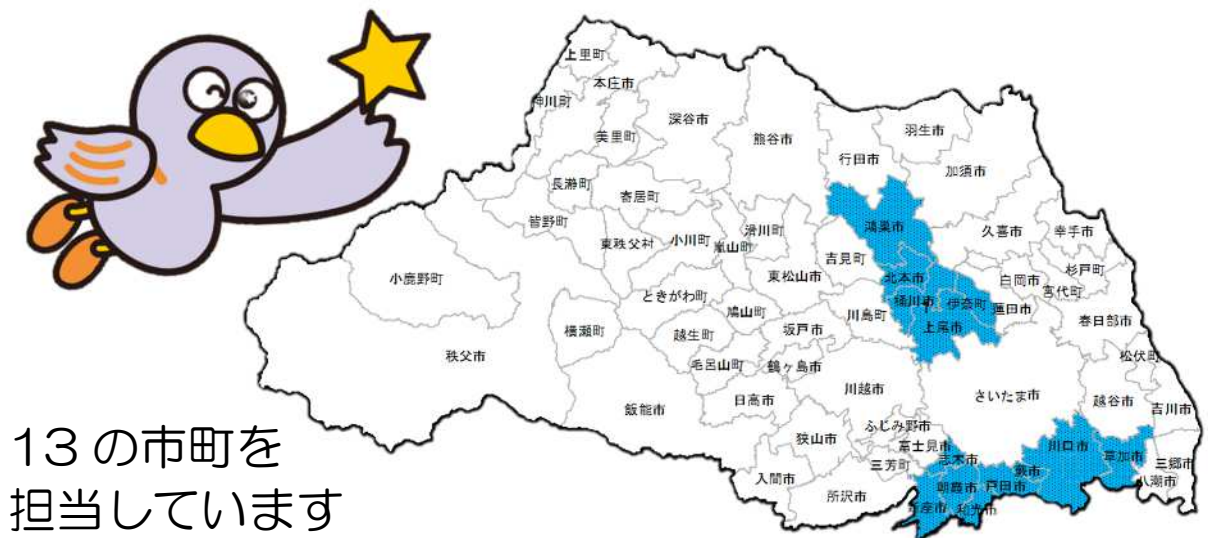 上里町
本庄市
神川町
美里町
深谷市
熊谷市
羽生市
行田市
加須市
長瀞町
寄居町
皆野町
東秩父村
小川町
嵐山町
滑川町
鴻巣市
久喜市
幸手市
吉見町
東松山市
小鹿野町
北本市
杉戸町
白岡市
宮代町
ときがわ町
桶川市
伊奈町
蓮田市
鳩山町
川島町
横瀬町
越生町
坂戸市
上尾市
春日部市
秩父市
毛呂山町
鶴ヶ島市
松伏町
川越市
さいたま市
日高市
越谷市
吉川市
飯能市
ふじみ野市
狭山市
富士見市
志木市
川口市
草加市
三芳町
蕨市
三郷市
入間市
朝霞市
戸田市
八潮市
所沢市
新座市
和光市
13の市町を
担当しています